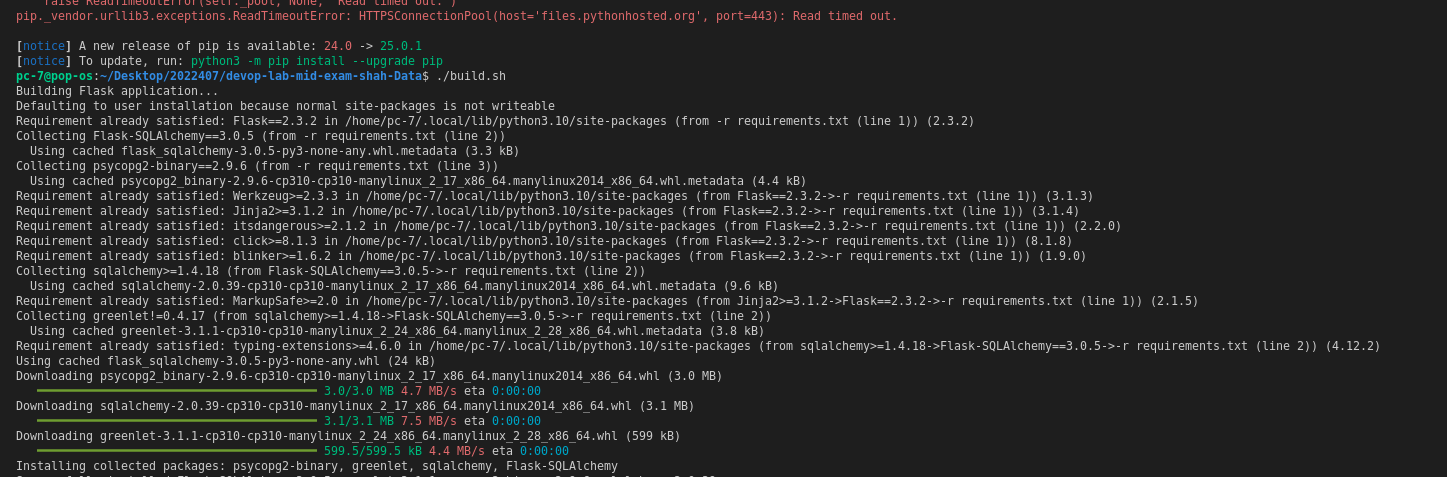 raise ReadTimeoutError(self._pool, None, "Read timed out.")
pip._vendor.urllib3.exceptions.ReadTimeoutError: HTTPSConnectionPool(host='files.pythonhosted.org', port=443): Read timed out.
[notice] A new release of pip is available: 24.0 -> 25.0.1
[notice] To update, run: python3 -m pip install --upgrade pip
pc-7@pop-os:~/Desktop/2022407/devop-lab-mid-exam-shah-Data$ ./build.sh
Building Flask application...
Defaulting to user installation because normal site-packages is not writeable
Requirement already satisfied: Flask==2.3.2 in /home/pc-7/.local/lib/python3.10/site-packages (from -r requirements.txt (line 1)) (2.3.2)
Collecting Flask-SQLAlchemy==3.0.5 (from -r requirements.txt (line 2))
  Using cached flask_sqlalchemy-3.0.5-py3-none-any.whl.metadata (3.3 kB)
Collecting psycopg2-binary==2.9.6 (from -r requirements.txt (line 3))
  Using cached psycopg2_binary-2.9.6-cp310-cp310-manylinux_2_17_x86_64.manylinux2014_x86_64.whl.metadata (4.4 kB)
Requirement already satisfied: Werkzeug>=2.3.3 in /home/pc-7/.local/lib/python3.10/site-packages (from Flask==2.3.2->-r requirements.txt (line 1)) (3.1.3)
Requirement already satisfied: Jinja2>=3.1.2 in /home/pc-7/.local/lib/python3.10/site-packages (from Flask==2.3.2->-r requirements.txt (line 1)) (3.1.4)
Requirement already satisfied: itsdangerous>=2.1.2 in /home/pc-7/.local/lib/python3.10/site-packages (from Flask==2.3.2->-r requirements.txt (line 1)) (2.2.0)
Requirement already satisfied: click>=8.1.3 in /home/pc-7/.local/lib/python3.10/site-packages (from Flask==2.3.2->-r requirements.txt (line 1)) (8.1.8)
Requirement already satisfied: blinker>=1.6.2 in /home/pc-7/.local/lib/python3.10/site-packages (from Flask==2.3.2->-r requirements.txt (line 1)) (1.9.0)
Collecting sqlalchemy>=1.4.18 (from Flask-SQLAlchemy==3.0.5->-r requirements.txt (line 2))
  Using cached sqlalchemy-2.0.39-cp310-cp310-manylinux_2_17_x86_64.manylinux2014_x86_64.whl.metadata (9.6 kB)
Requirement already satisfied: MarkupSafe>=2.0 in /home/pc-7/.local/lib/python3.10/site-packages (from Jinja2>=3.1.2->Flask==2.3.2->-r requirements.txt (line 1)) (2.1.5)
Collecting greenlet!=0.4.17 (from sqlalchemy>=1.4.18->Flask-SQLAlchemy==3.0.5->-r requirements.txt (line 2))
  Using cached greenlet-3.1.1-cp310-cp310-manylinux_2_24_x86_64.manylinux_2_28_x86_64.whl.metadata (3.8 kB)
Requirement already satisfied: typing-extensions>=4.6.0 in /home/pc-7/.local/lib/python3.10/site-packages (from sqlalchemy>=1.4.18->Flask-SQLAlchemy==3.0.5->-r requirements.txt (line 2)) (4.12.2)
Using cached flask_sqlalchemy-3.0.5-py3-none-any.whl (24 kB)
Downloading psycopg2_binary-2.9.6-cp310-cp310-manylinux_2_17_x86_64.manylinux2014_x86_64.whl (3.0 MB)
3.0/3.0 MB 4.7 MB/s eta 0:00:00
Downloading sqlalchemy-2.0.39-cp310-cp310-manylinux_2_17_x86_64.manylinux2014_x86_64.whl (3.1 MB)
3.1/3.1 MB 7.5 MB/s eta 0:00:00
Downloading greenlet-3.1.1-cp310-cp310-manylinux_2_24_x86_64.manylinux_2_28_x86_64.whl (599 kB)
599.5/599.5 kB 4.4 MB/s eta 0:00:00
Installing collected packages: psycopg2-binary, greenlet, sqlalchemy, Flask-SQLAlchemy